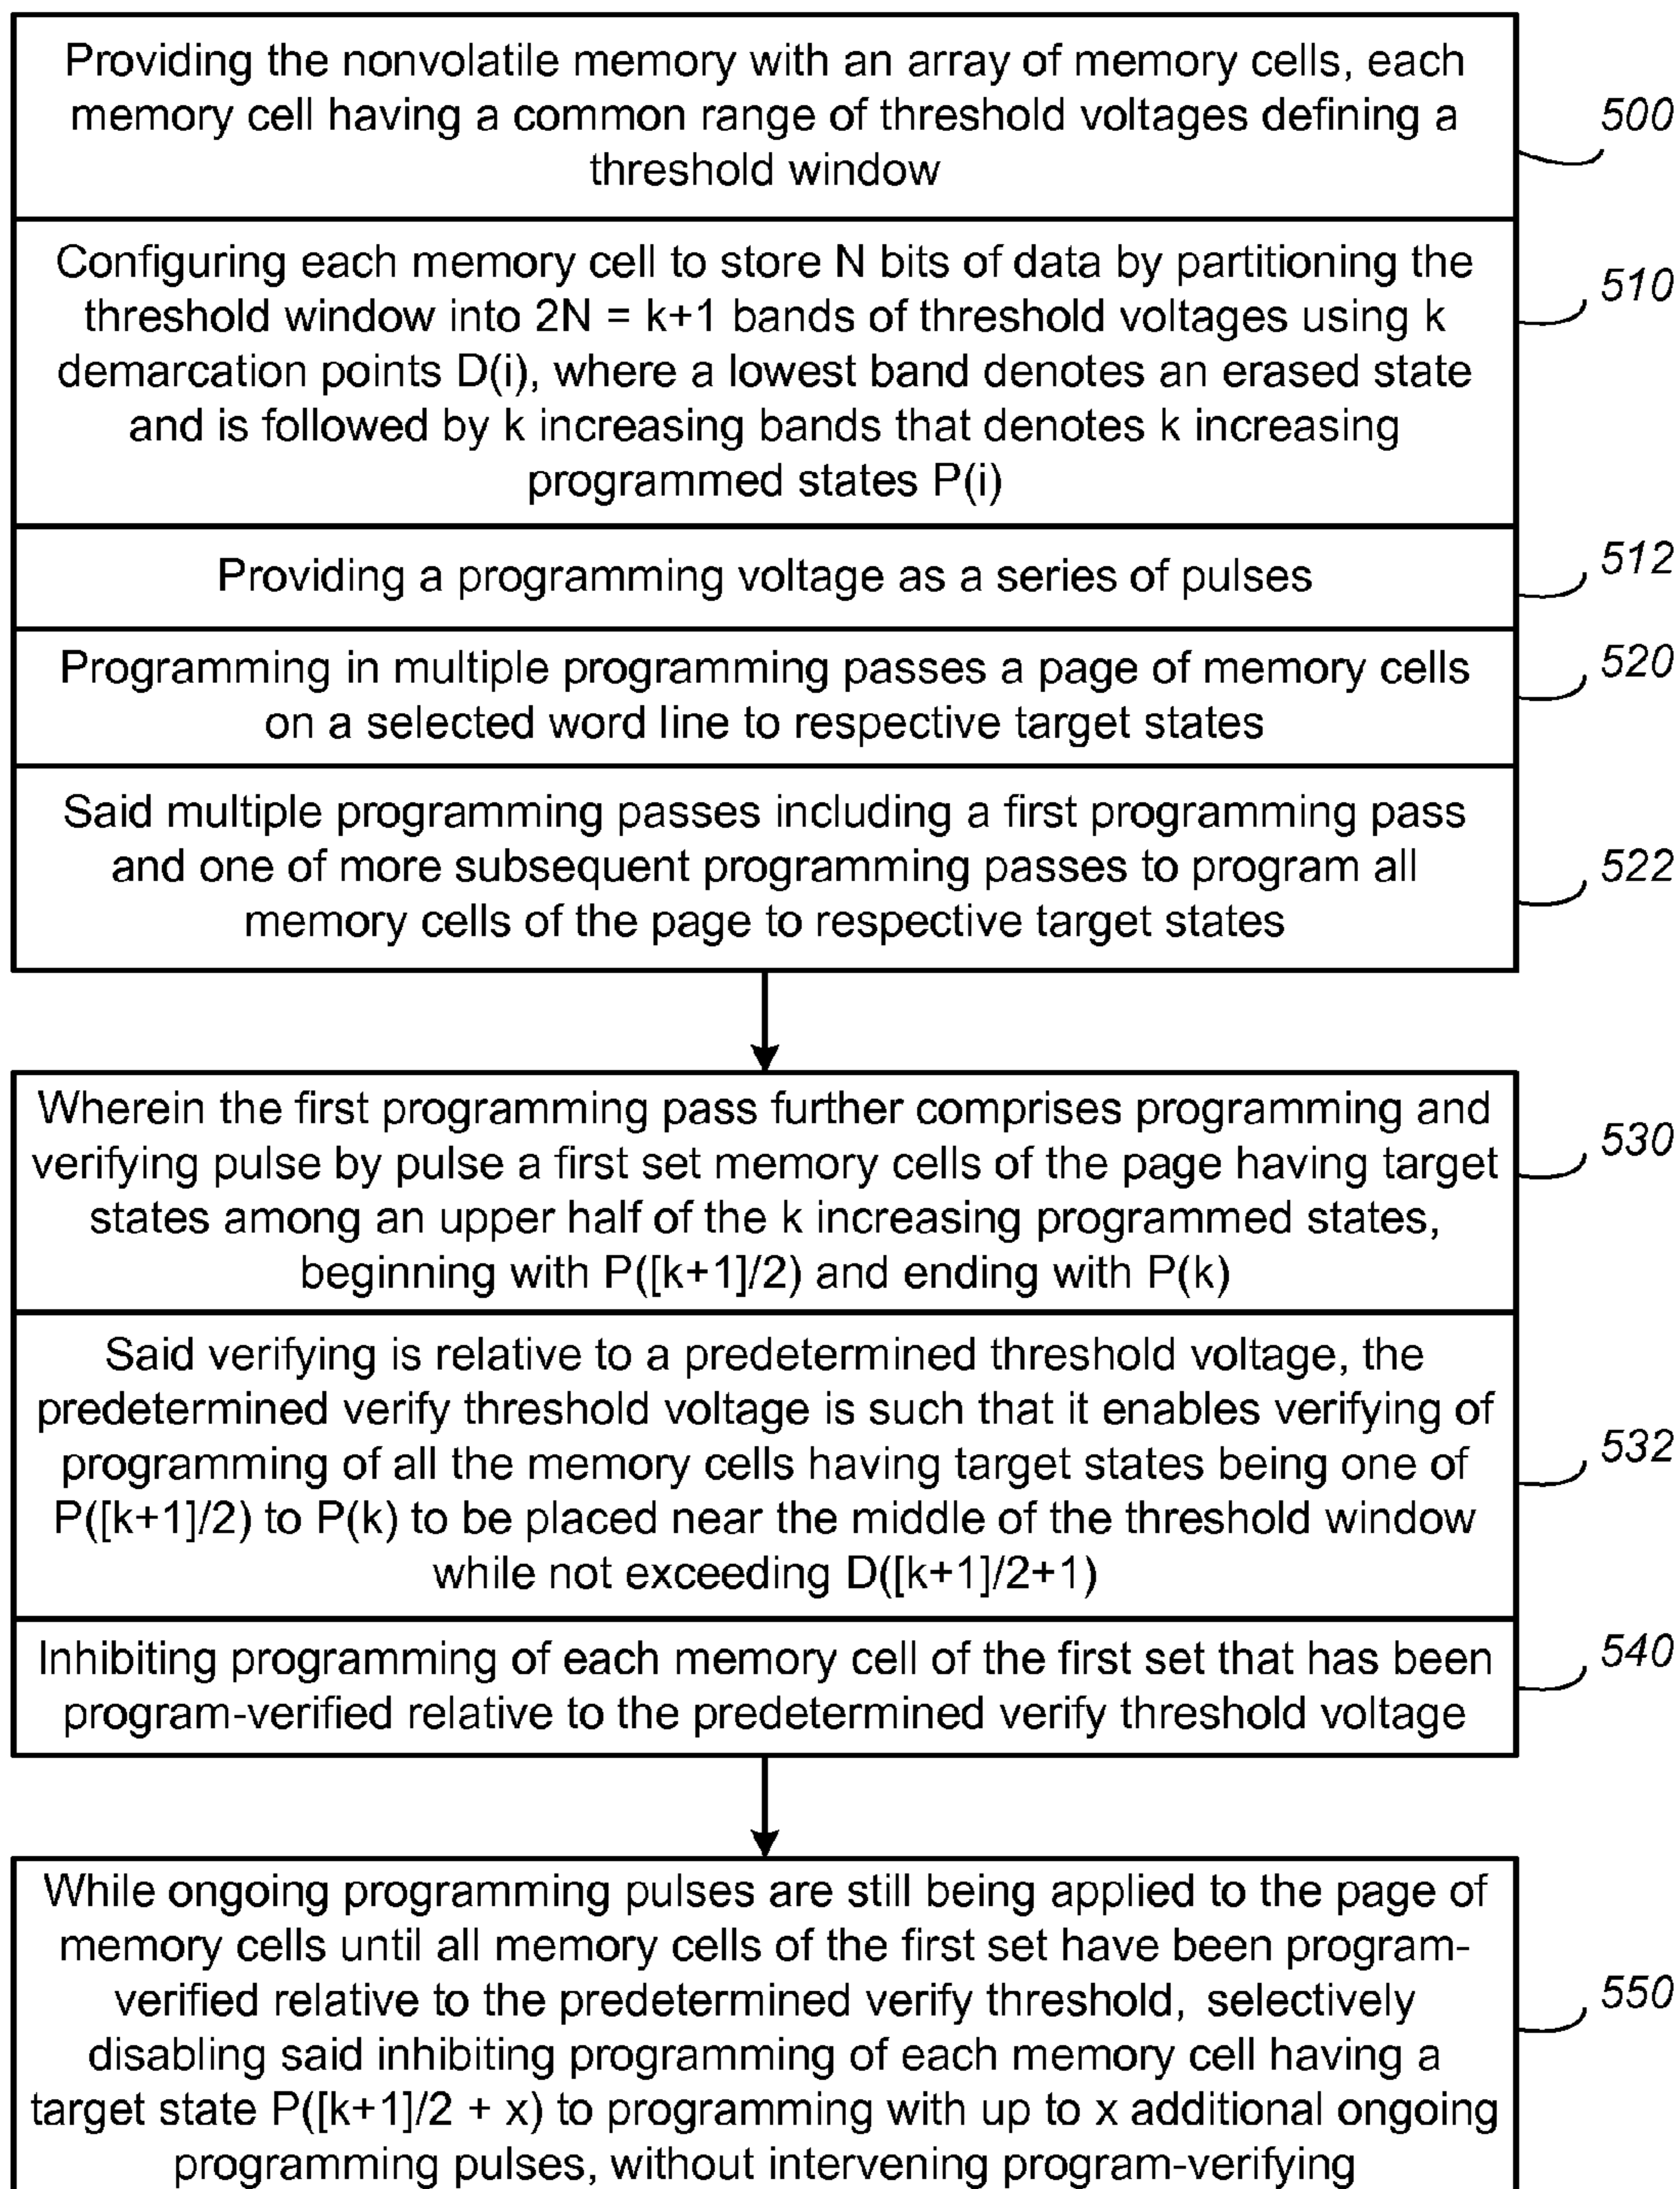 Providing the nonvolatile memory with an array of memory cells, each
memory cell having a common range of threshold voltages defining a
threshold window
500
Configuring each memory cell to store N bits of data by partitioning the
threshold window into 2N = k+1 bands of threshold voltages using k
demarcation points D(i), where a lowest band denotes an erased state
and is followed by k increasing bands that denotes k increasing
programmed states P(i)
510
Providing a programming voltage as a series of pulses
512
Programming in multiple programming passes a page of memory cells
on a selected word line to respective target states
520
Said multiple programming passes including a first programming pass
and one of more subsequent programming passes to program all
memory cells of the page to respective target states
522
Wherein the first programming pass further comprises programming and
verifying pulse by pulse a first set memory cells of the page having target
states among an upper half of the k increasing programmed states,
beginning with P([k+1]/2) and ending with P(k)
530
Said verifying is relative to a predetermined threshold voltage, the
predetermined verify threshold voltage is such that it enables verifying of
programming of all the memory cells having target states being one of
P([k+1]/2) to P(k) to be placed near the middle of the threshold window
while not exceeding D([k+1]/2+1)
532
Inhibiting programming of each memory cell of the first set that has been
program-verified relative to the predetermined verify threshold voltage
540
While ongoing programming pulses are still being applied to the page of
memory cells until all memory cells of the first set have been program-
verified relative to the predetermined verify threshold, selectively
disabling said inhibiting programming of each memory cell having a
target state P([k+1]/2 + x) to programming with up to x additional ongoing
programming pulses, without intervening program-verifying
550